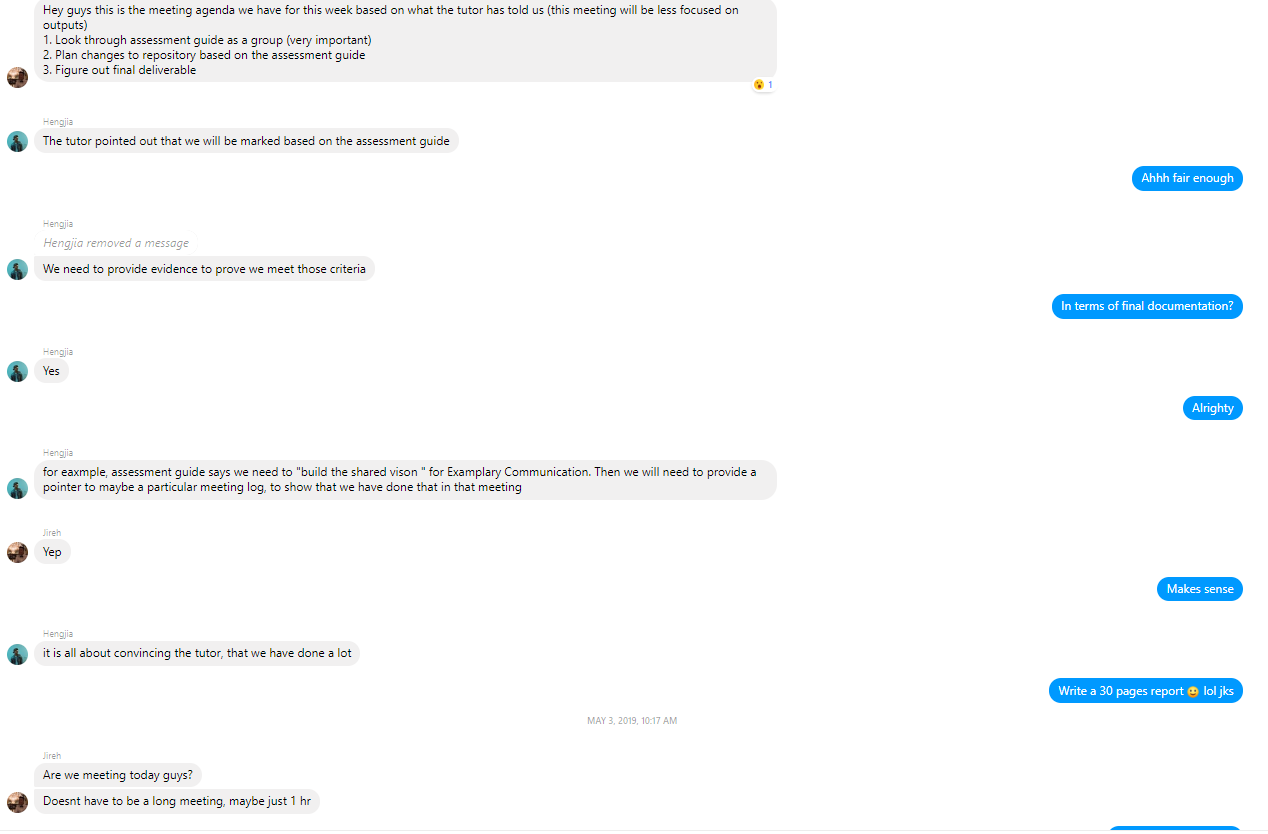 Hey guys this is the meeting agenda we have for this week based on what the tutor has told us (this meeting will be less focused on
outputs)
1. Look through assessment guide as a group (very important)
2. Plan changes to repository based on the assessment guide
3. Figure out final deliverable
1
Hengjia
The tutor pointed out that we will be marked based on the assessment guide
Ahhh fair enough
Hengjia
Hengjia removed a message
We need to provide evidence to prove we meet those criteria
In terms of final documentation?
Hengjia
Yes
Alrighty
Hengjia
for eaxmple, assessment guide says we need to "build the shared vison " for Examplary Communication. Then we will need to provide a
pointer to maybe a particular meeting log, to show that we have done that in that meeting
Jireh
Yep
Makes sense
Hengjia
it is all about convincing the tutor, that we have done a lot
Write a 30 pages report 😆 lol jks
MAY 3, 2019, 10:17 AM
Jireh
Are we meeting today guys?
Doesnt have to be a long meeting, maybe just 1 hr